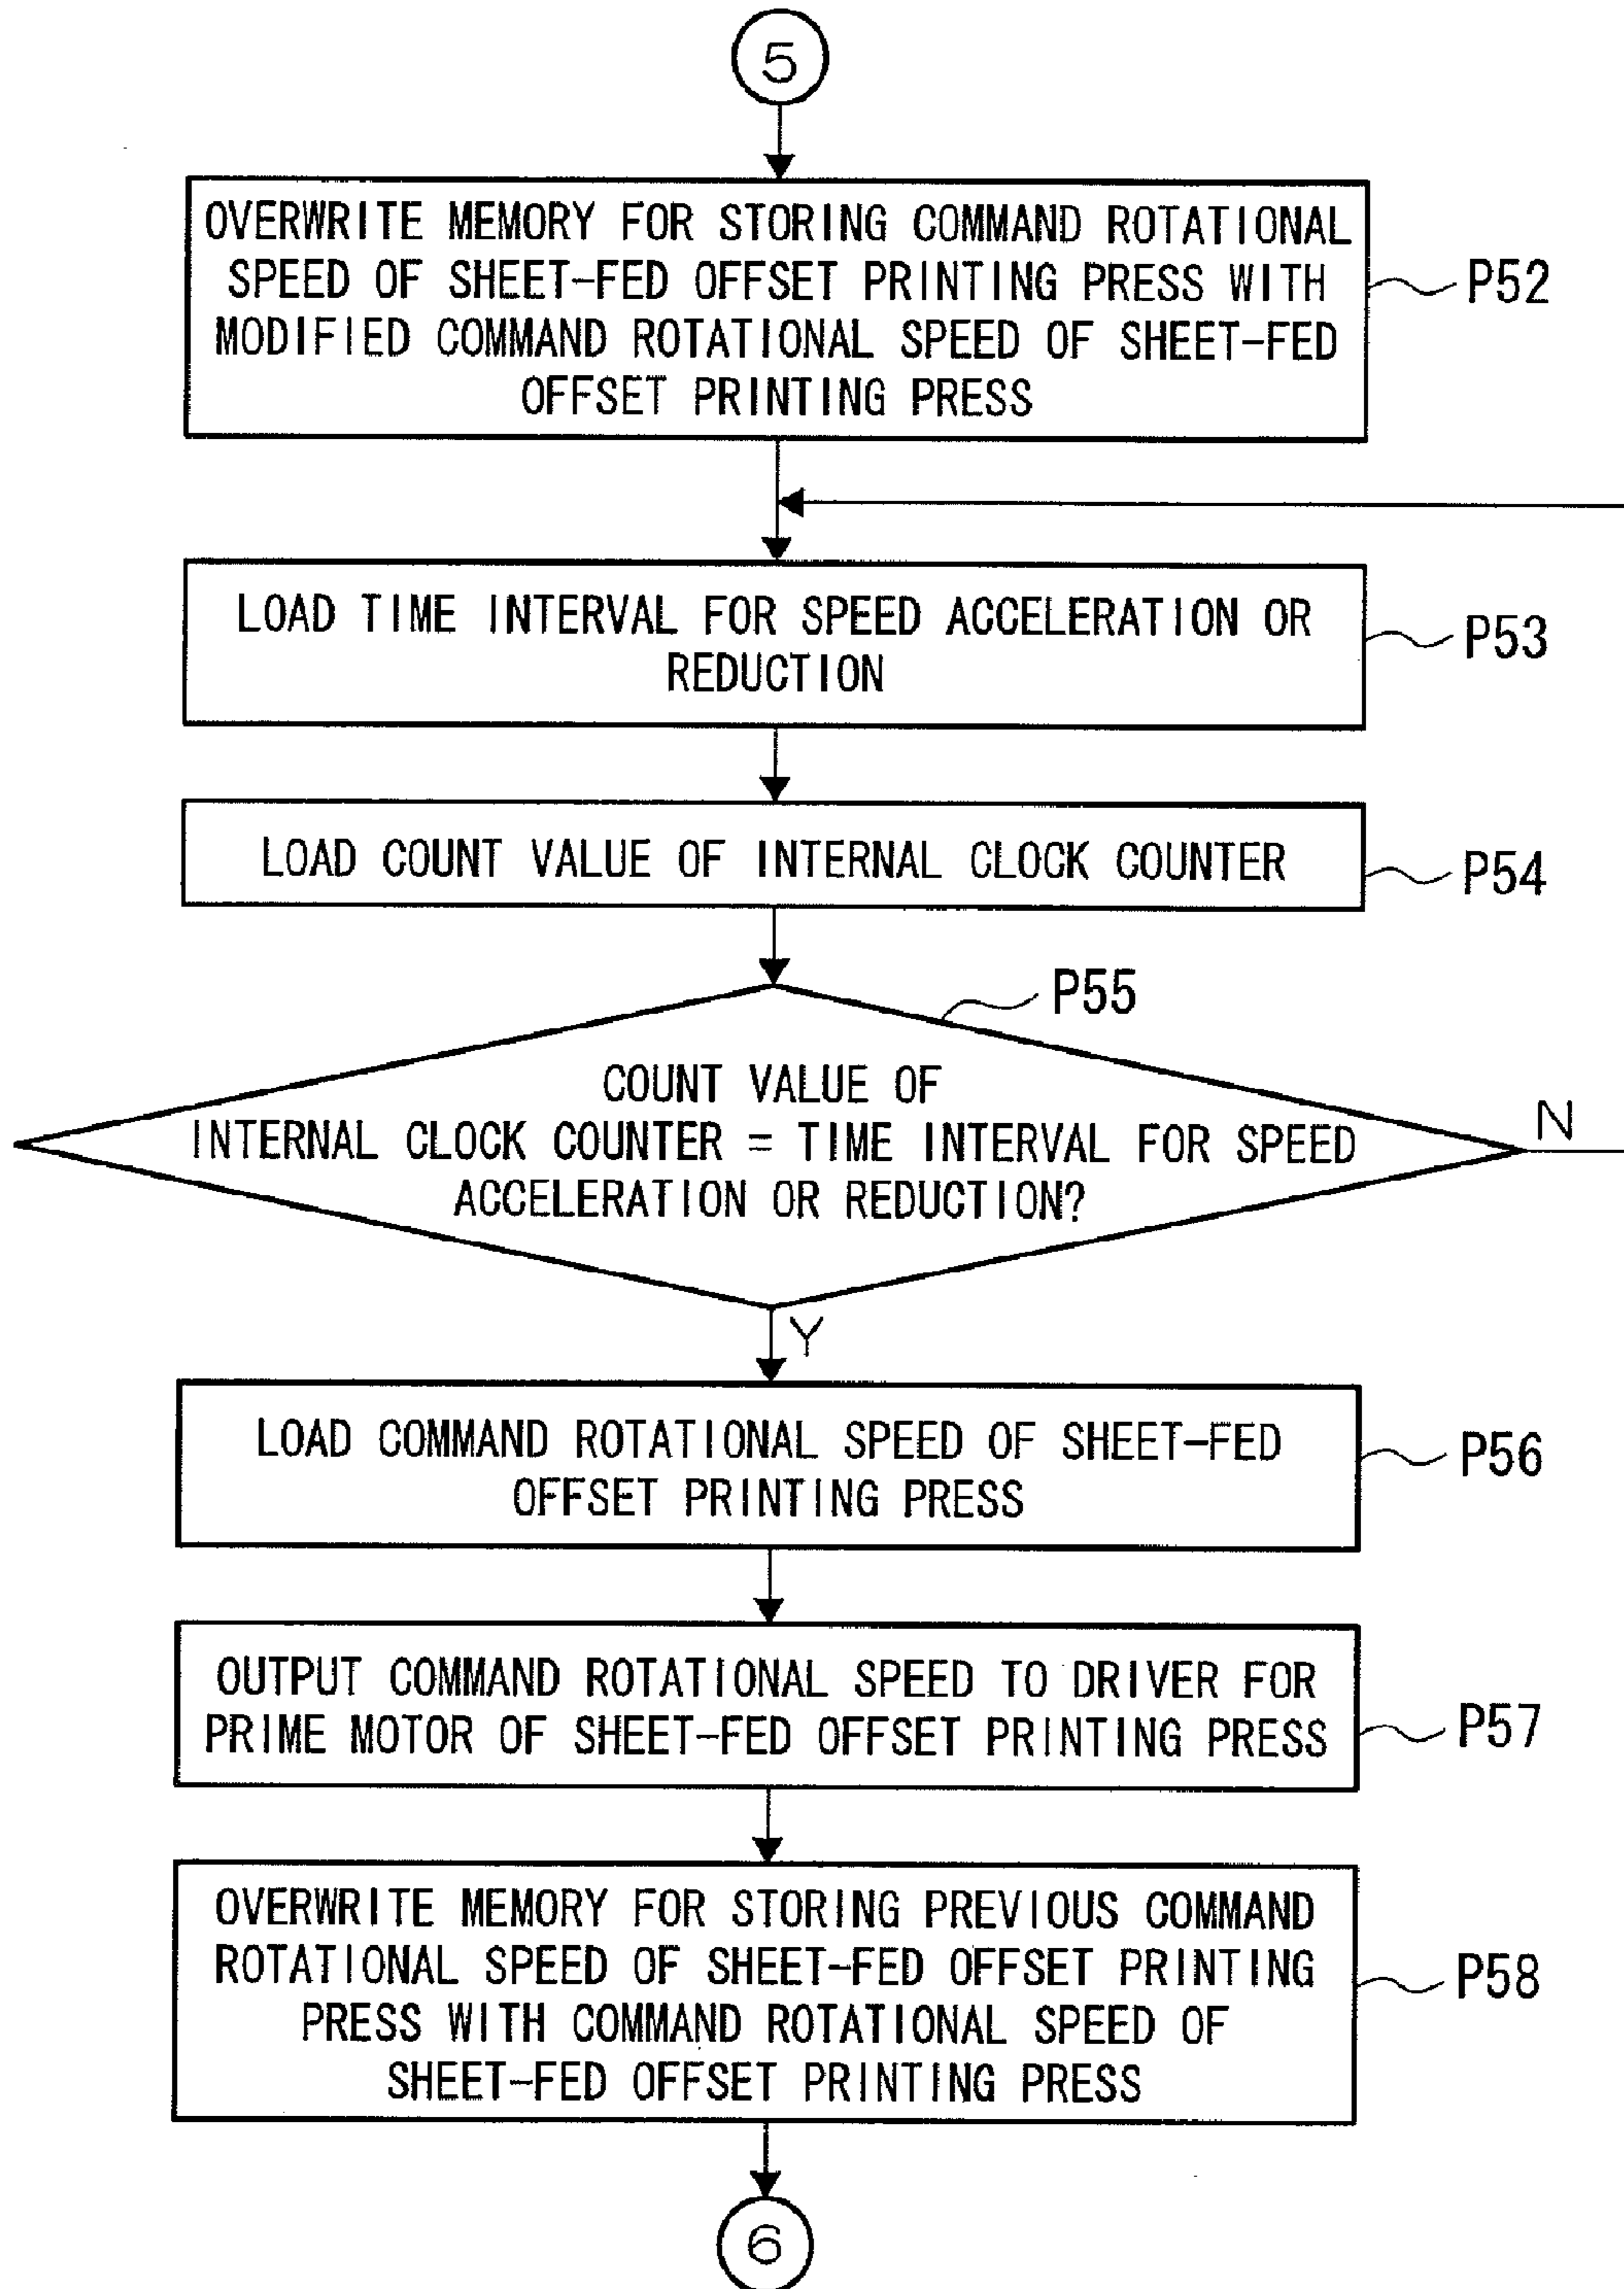 5
OVERWRITE MEMORY FOR STORING COMMAND ROTATIONAL
SPEED OF SHEET-FED OFFSET PRINTING PRESS WITH
MODIFIED COMMAND ROTATIONAL SPEED OF SHEET-FED
OFFSET PRINTING PRESS
P52
LOAD TIME INTERVAL FOR SPEED ACCELERATION OR
REDUCTION
P53
LOAD COUNT VALUE OF INTERNAL CLOCK COUNTER
P54
P55
COUNT VALUE OF
INTERNAL CLOCK COUNTER = TIME INTERVAL FOR SPEED
ACCELERATION OR REDUCTION?
N
Y
LOAD COMMAND ROTATIONAL SPEED OF SHEET-FED
OFFSET PRINTING PRESS
P56
OUTPUT COMMAND ROTATIONAL SPEED TO DRIVER FOR
PRIME MOTOR OF SHEET-FED OFFSET PRINTING PRESS
P57
OVERWRITE MEMORY FOR STORING PREVIOUS COMMAND
ROTATIONAL SPEED OF SHEET-FED OFFSET PRINTING
PRESS WITH COMMAND ROTATIONAL SPEED OF
SHEET-FED OFFSET PRINTING PRESS
P58
6